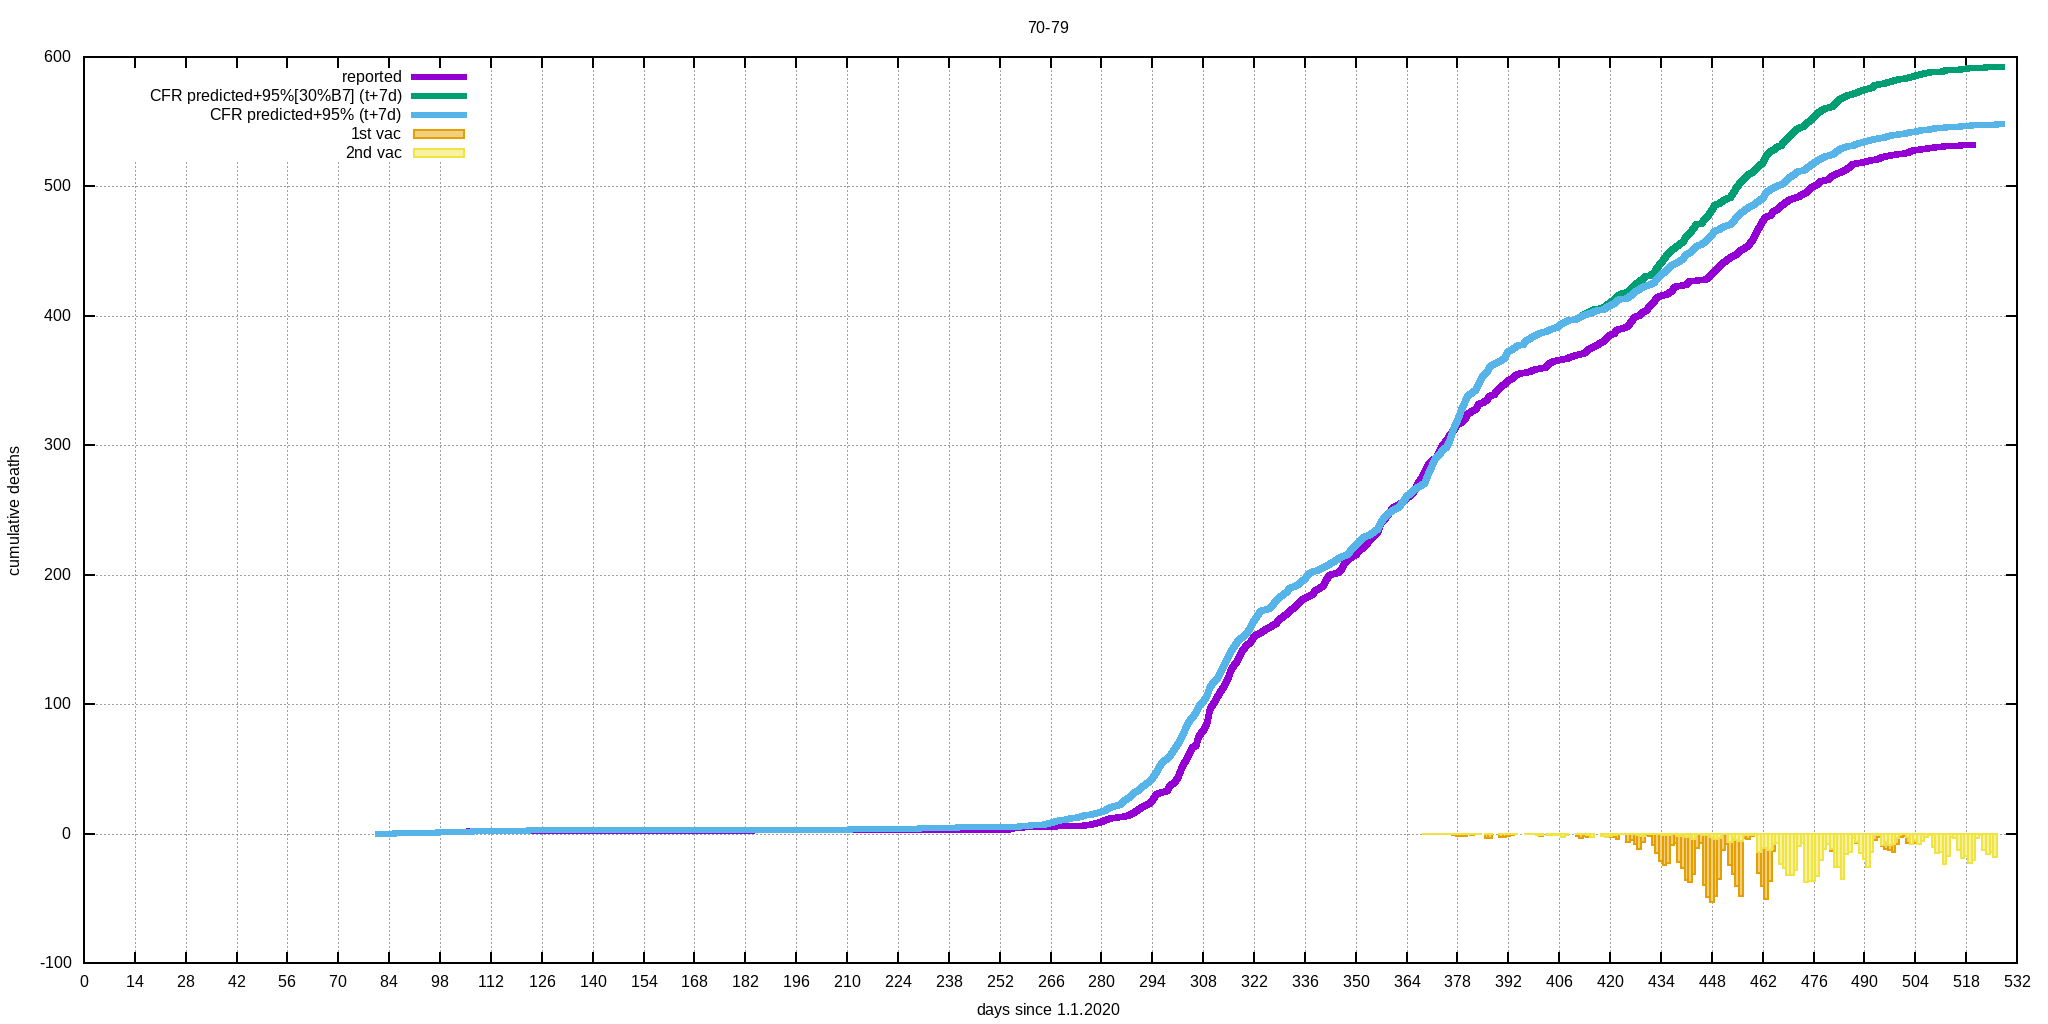 70-79
600
500
400
300
200
100
0
-100
cumulative deaths
reported
CFR predicted+95%[30%B7] (t+7d)
CFR predicted+95% (t+7d)
1st vac
2nd vac
0 14 28 42 56 70 84 98 112 126 140 154 168 182 196 210 224 238 252 266 280 294 308 322 336 350 364 378 392 406 420 434 448 462 476 490 504 518 532
days since 1.1.2020